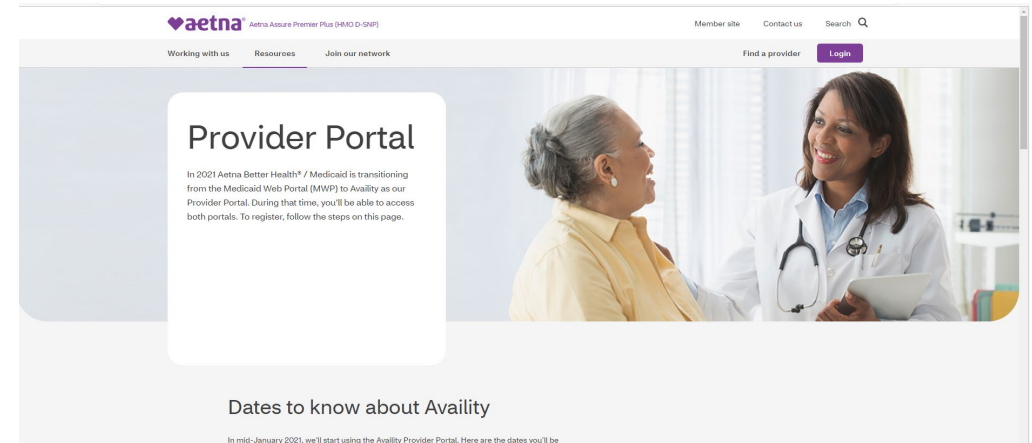 aetna® Aetna Assure Premier Plus (HMO D-SNP) Member site Contact us Search
Working with us Resources Join our network Find a provider Login
Provider Portal
In 2021 Aetna Better Health® / Medicaid is transitioning
from the Medicaid Web Portal (MWP) to Availity as our
Provider Portal. During that time, you'll be able to access
both portals. To register, follow the steps on this page.
Dates to know about Availity
In mid-January 2021, we'll start using the Availity Provider Portal. Here are the dates you'll be